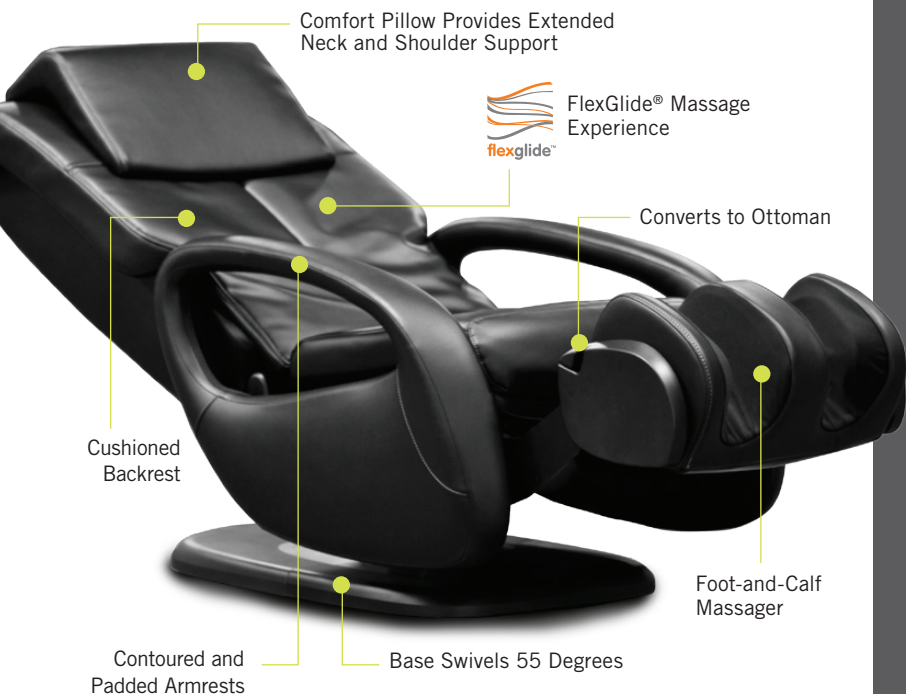 Comfort Pillow Provides Extended
Neck and Shoulder Support
FlexGlide® Massage
Experience
flexglide™
Converts to Ottoman
Cushioned
Backrest
Foot-and-Calf
Massager
Contoured and
Padded Armrests
Base Swivels 55 Degrees